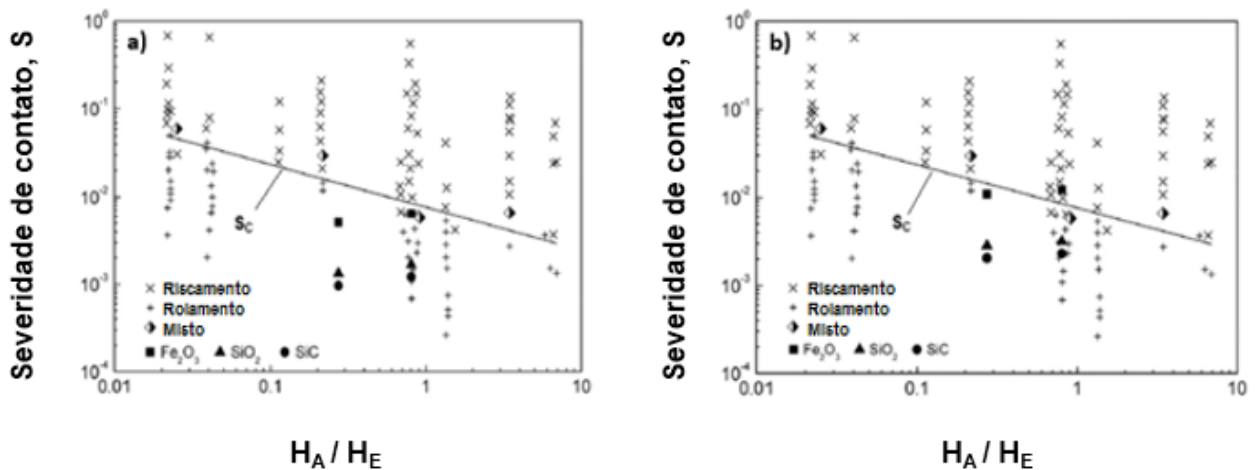 Severidade de contato, S
10⁰
10⁻¹
10⁻²
10⁻³
10⁻⁴
a)
S_C
× Riscamento
+ Rolamento
◑ Misto
■ Fe₂O₃ ▲ SiO₂ ● SiC
0.01 0.1 1 10
H_A / H_E
Severidade de contato, S
10⁰
10⁻¹
10⁻²
10⁻³
10⁻⁴
b)
S_C
× Riscamento
+ Rolamento
◑ Misto
■ Fe₂O₃ ▲ SiO₂ ● SiC
0.01 0.1 1 10
H_A / H_E